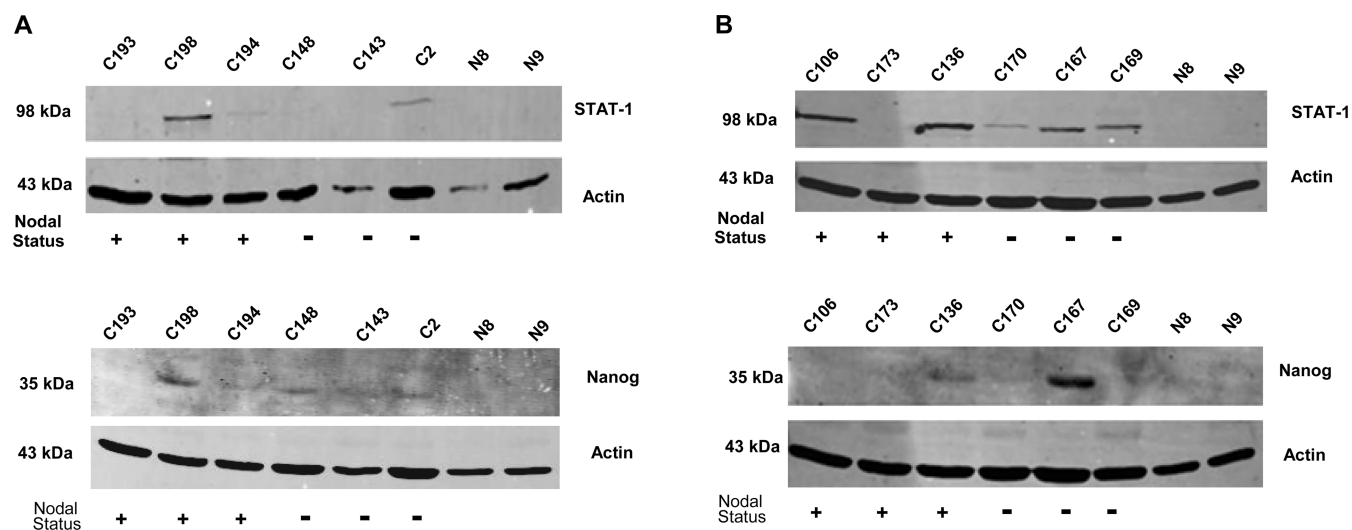 A
C193 C198 C194 C148 C143 C2 N8 N9
98 kDa STAT-1
43 kDa Actin
Nodal
Status + + + - - -
C193 C198 C194 C148 C143 C2 N8 N9
35 kDa Nanog
43 kDa Actin
Nodal
Status + + + - - -
B
C106 C173 C136 C170 C167 C169 N8 N9
98 kDa STAT-1
43 kDa Actin
Nodal
Status + + + - - -
C106 C173 C136 C170 C167 C169 N8 N9
35 kDa Nanog
43 kDa Actin
Nodal
Status + + + - - -